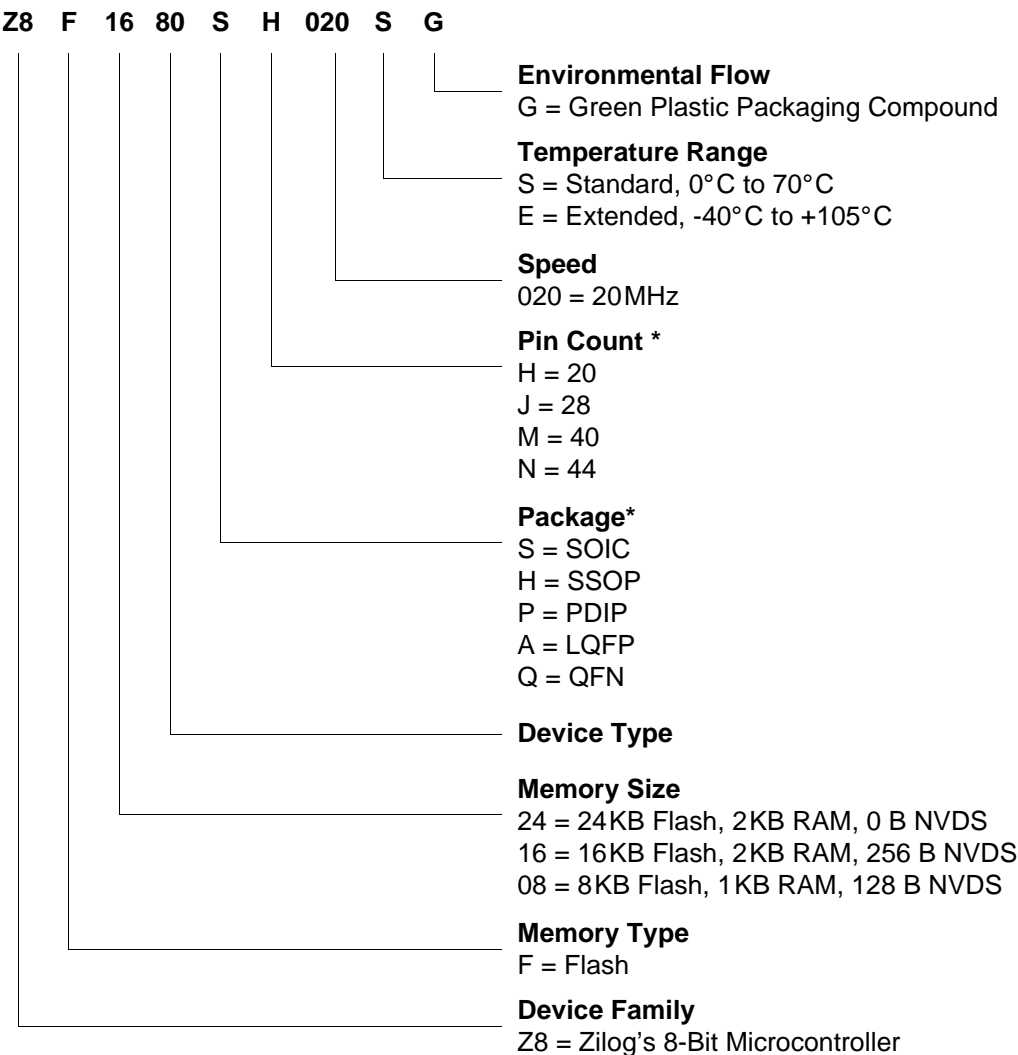 Z8 F 16 80 S H 020 S G
Environmental Flow
G = Green Plastic Packaging Compound
Temperature Range
S = Standard, 0°C to 70°C
E = Extended, -40°C to +105°C
Speed
020 = 20MHz
Pin Count *
H = 20
J = 28
M = 40
N = 44
Package*
S = SOIC
H = SSOP
P = PDIP
A = LQFP
Q = QFN
Device Type
Memory Size
24 = 24KB Flash, 2KB RAM, 0 B NVDS
16 = 16KB Flash, 2KB RAM, 256 B NVDS
08 = 8KB Flash, 1KB RAM, 128 B NVDS
Memory Type
F = Flash
Device Family
Z8 = Zilog's 8-Bit Microcontroller